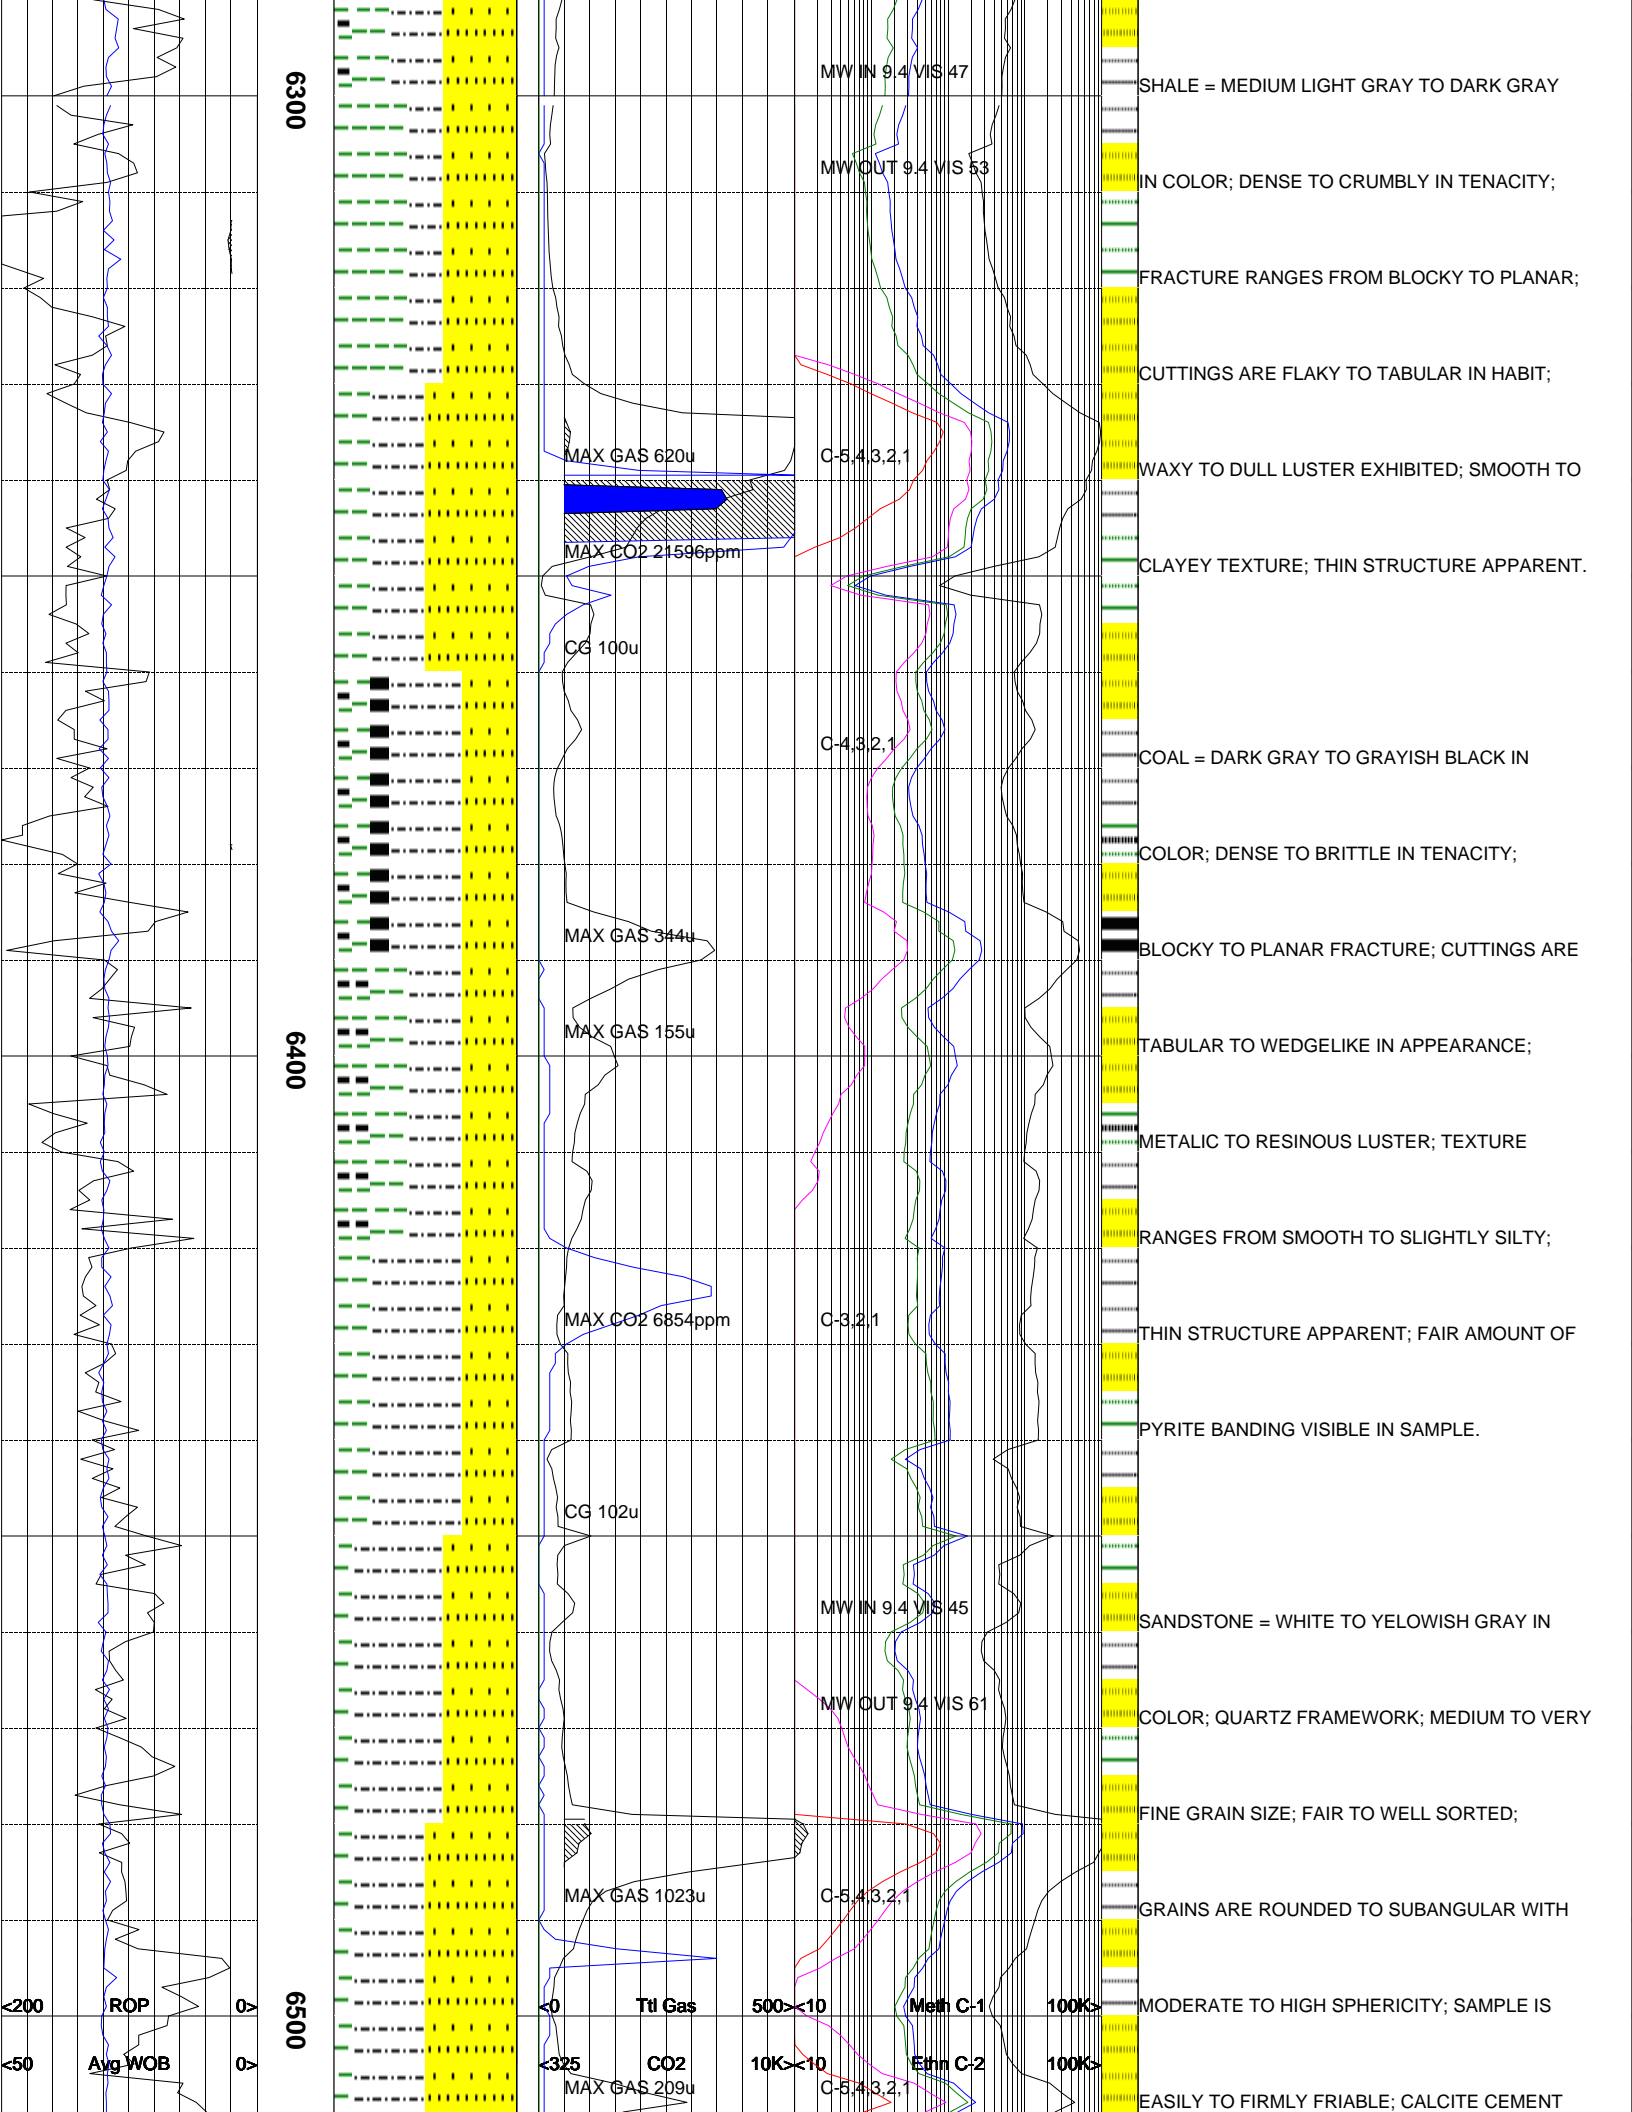 MW IN 9.4 VIS 47
6300
SHALE = MEDIUM LIGHT GRAY TO DARK GRAY
MW OUT 9.4 VIS 53
IN COLOR; DENSE TO CRUMBLY IN TENACITY;
FRACTURE RANGES FROM BLOCKY TO PLANAR;
CUTTINGS ARE FLAKY TO TABULAR IN HABIT;
MAX GAS 620u
C-5,4,3,2,1
WAXY TO DULL LUSTER EXHIBITED; SMOOTH TO
MAX CO2 21596ppm
CLAYEY TEXTURE; THIN STRUCTURE APPARENT.
CG 100u
C-4,3,2,1
COAL = DARK GRAY TO GRAYISH BLACK IN
COLOR; DENSE TO BRITTLE IN TENACITY;
MAX GAS 344u
BLOCKY TO PLANAR FRACTURE; CUTTINGS ARE
MAX GAS 155u
6400
TABULAR TO WEDGELIKE IN APPEARANCE;
METALIC TO RESINOUS LUSTER; TEXTURE
RANGES FROM SMOOTH TO SLIGHTLY SILTY;
MAX CO2 6854ppm
C-3,2,1
THIN STRUCTURE APPARENT; FAIR AMOUNT OF
PYRITE BANDING VISIBLE IN SAMPLE.
CG 102u
MW IN 9.4 VIS 45
SANDSTONE = WHITE TO YELOWISH GRAY IN
MW OUT 9.4 VIS 61
COLOR; QUARTZ FRAMEWORK; MEDIUM TO VERY
FINE GRAIN SIZE; FAIR TO WELL SORTED;
MAX GAS 1023u
C-5,4,3,2,1
GRAINS ARE ROUNDED TO SUBANGULAR WITH
<200 ROP 0>
6500
<0 Ttl Gas 500>
<10 Meth C-1 100K>
MODERATE TO HIGH SPHERICITY; SAMPLE IS
<50 Avg WOB 0>
<325 CO2 10K>
<10 Ethn C-2 100K>
MAX GAS 209u
C-5,4,3,2,1
EASILY TO FIRMLY FRIABLE; CALCITE CEMENT